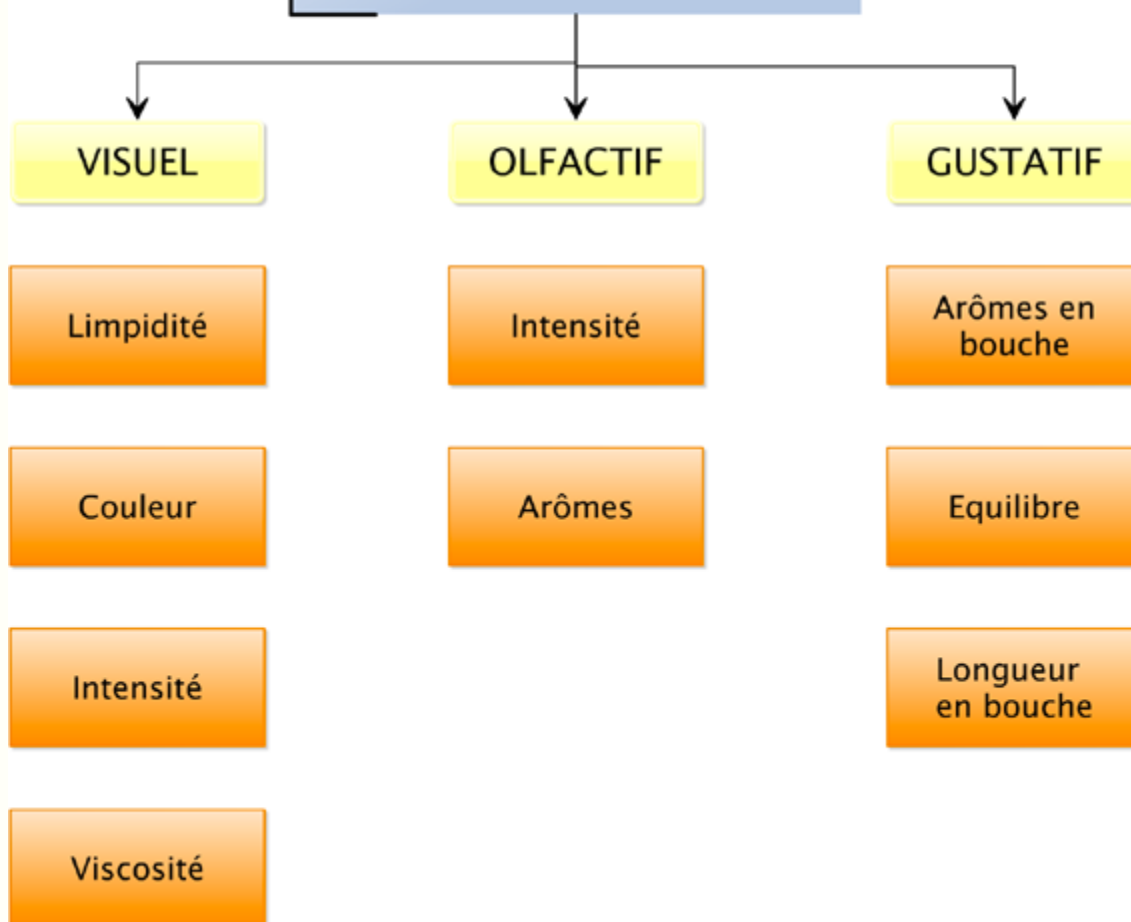 VISUEL
OLFACTIF
GUSTATIF
Limpidité
Intensité
Arômes en
bouche
Couleur
Arômes
Equilibre
Intensité
Longueur
en bouche
Viscosité